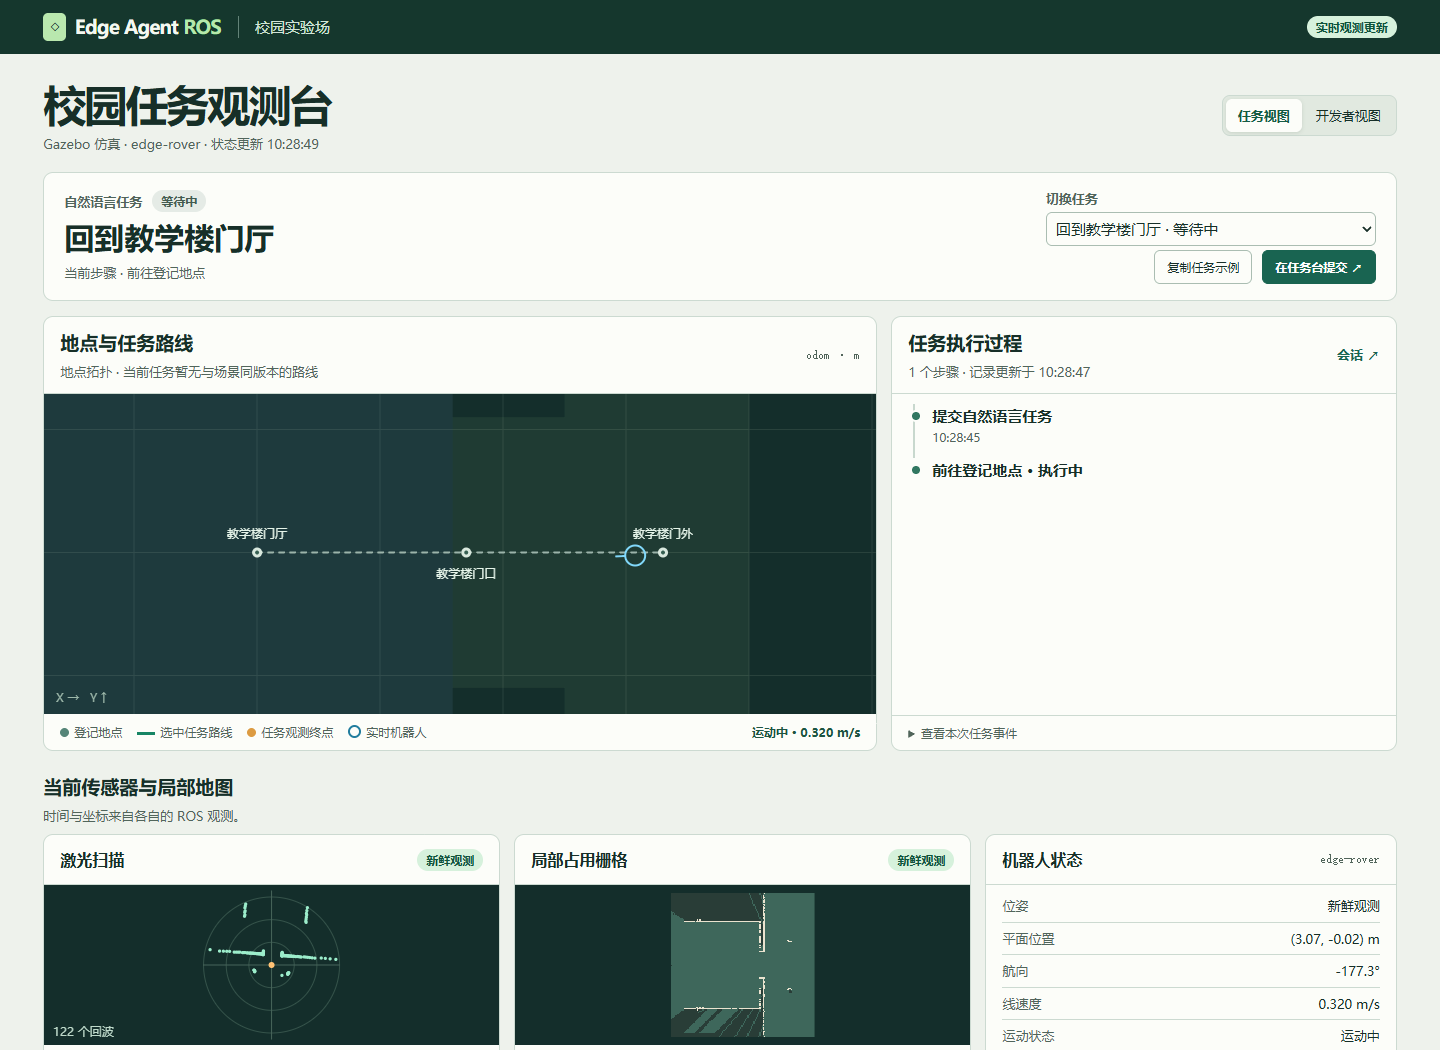 Edge Agent ROS
校园实验场
实时观测更新
校园任务观测台
Gazebo 仿真 · edge-rover · 状态更新 10:28:49
任务视图
开发者视图
自然语言任务
等待中
回到教学楼门厅
当前步骤 · 前往登记地点
切换任务
回到教学楼门厅 · 等待中
复制任务示例
在任务台提交 ↗
地点与任务路线
地点拓扑 · 当前任务暂无与场景同版本的路线
odom · m
教学楼门厅
教学楼门口
教学楼门外
X→ Y↑
登记地点
选中任务路线
任务观测终点
实时机器人
运动中 • 0.320 m/s
任务执行过程
1 个步骤 · 记录更新于 10:28:47
会话 ↗
提交自然语言任务
10:28:45
前往登记地点 • 执行中
▶ 查看本次任务事件
当前传感器与局部地图
时间与坐标来自各自的 ROS 观测。
激光扫描
新鲜观测
122 个回波
局部占用栅格
新鲜观测
机器人状态
edge-rover
位姿
新鲜观测
平面位置
(3.07, -0.02) m
航向
-177.3°
线速度
0.320 m/s
运动状态
运动中